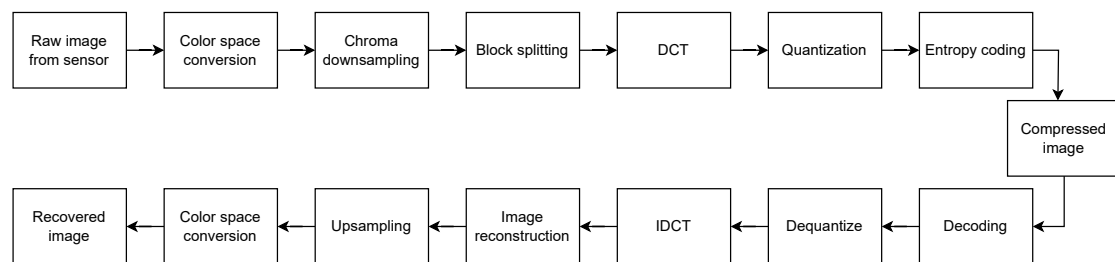 Raw image
from sensor
Color space
conversion
Chroma
downsampling
Block splitting
DCT
Quantization
Entropy coding
Compressed
image
Recovered
image
Color space
conversion
Upsampling
Image
reconstruction
IDCT
Dequantize
Decoding